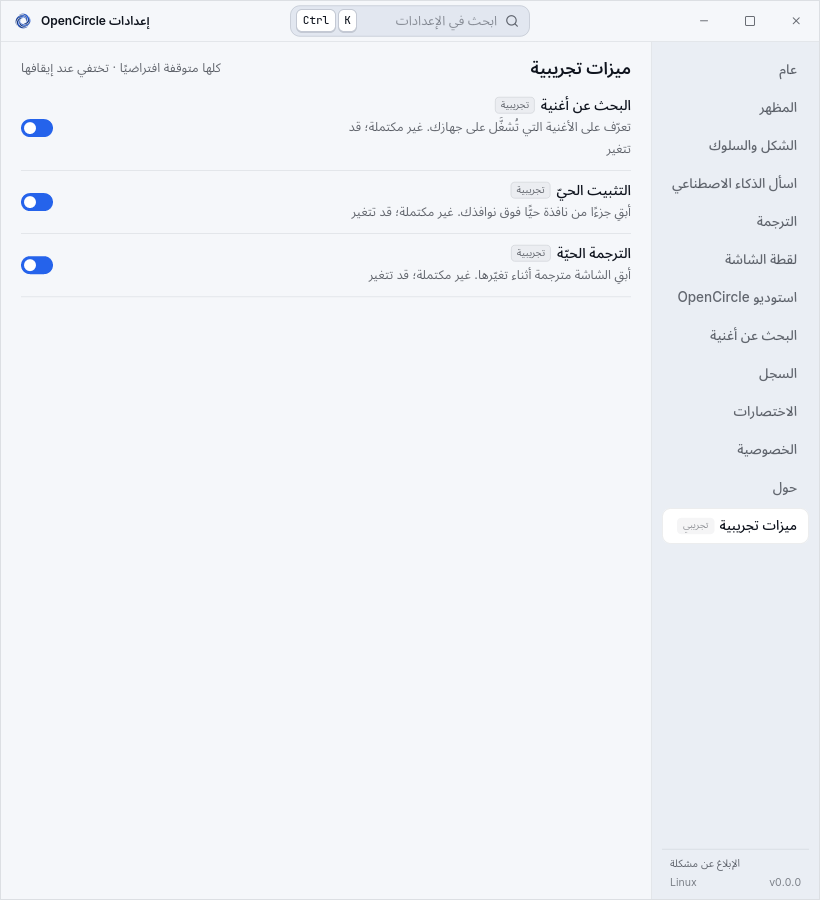 إعدادات OpenCircle
Ctrl K
ابحث في الإعدادات
عام
المظهر
الشكل والسلوك
اسأل الذكاء الاصطناعي
الترجمة
لقطة الشاشة
استوديو OpenCircle
البحث عن أغنية
السجل
الاختصارات
الخصوصية
حول
ميزات تجريبية تجريبي
الإبلاغ عن مشكلة
Linux v0.0.0
ميزات تجريبية
كلها متوقفة افتراضيًا · تختفي عند إيقافها
البحث عن أغنية تجريبية
تعرّف على الأغنية التي تُشغَّل على جهازك. غير مكتملة؛ قد
تتغير
التثبيت الحيّ تجريبية
أبقِ جزءًا من نافذة حيًّا فوق نوافذك. غير مكتملة؛ قد تتغير
الترجمة الحيّة تجريبية
أبقِ الشاشة مترجمة أثناء تغيّرها. غير مكتملة؛ قد تتغير